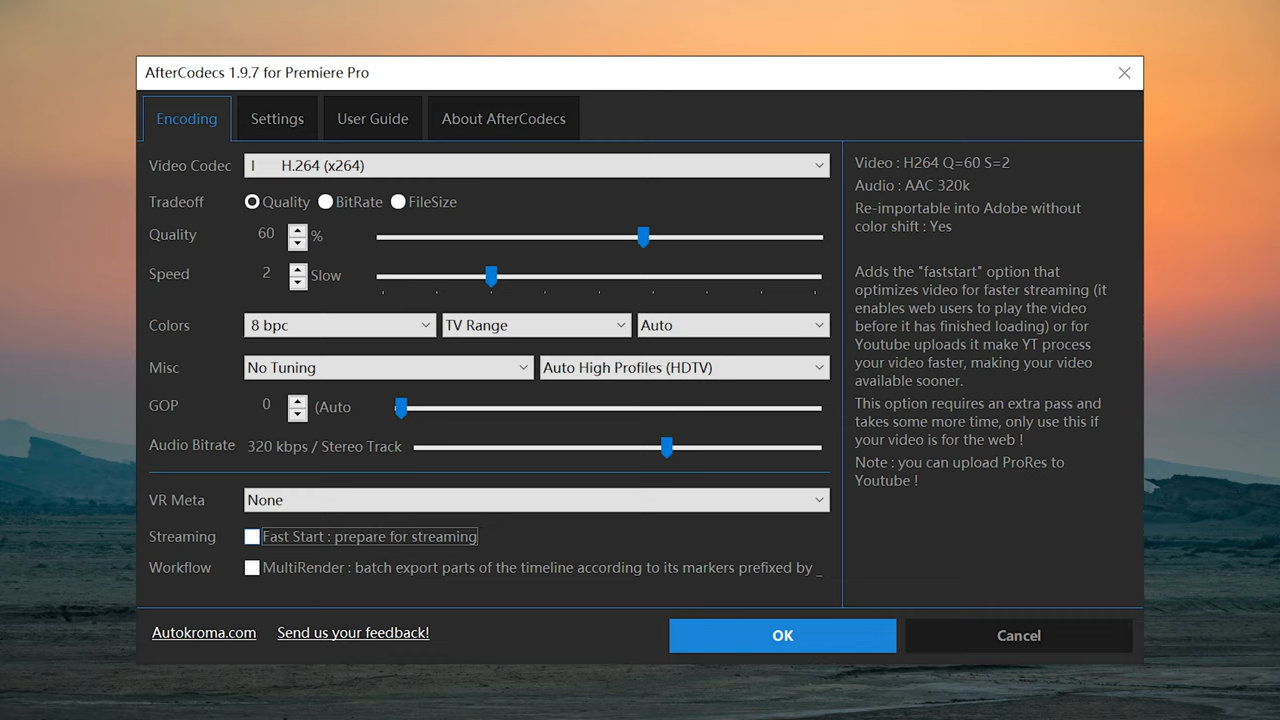 AfterCodecs 1.9.7 for Premiere Pro
Encoding
Settings
User Guide
About AfterCodecs
Video Codec
I H.264 (x264)
Tradeoff
Quality
BitRate
FileSize
Quality
60
%
Speed
2
Slow
Colors
8 bpc
TV Range
Auto
Misc
No Tuning
Auto High Profiles (HDTV)
GOP
0
(Auto
Audio Bitrate
320 kbps / Stereo Track
VR Meta
None
Streaming
Fast Start : prepare for streaming
Workflow
MultiRender : batch export parts of the timeline according to its markers prefixed by _
Video : H264 Q=60 S=2
Audio : AAC 320k
Re-importable into Adobe without
color shift : Yes
Adds the "faststart" option that
optimizes video for faster streaming (it
enables web users to play the video
before it has finished loading) or for
Youtube uploads it make YT process
your video faster, making your video
available sooner.
This option requires an extra pass and
takes some more time, only use this if
your video is for the web !
Note : you can upload ProRes to
Youtube !
Autokroma.com
Send us your feedback!
OK
Cancel